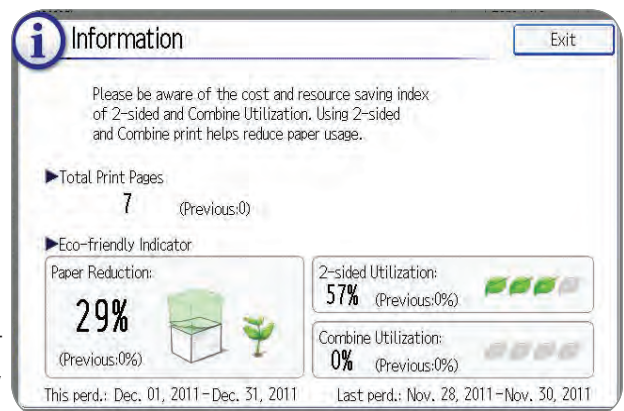 i Information
Exit
Please be aware of the cost and resource saving index
of 2-sided and Combine Utilization. Using 2-sided
and Combine print helps reduce paper usage.
▶Total Print Pages
7 (Previous:0)
▶Eco-friendly Indicator
Paper Reduction:
29%
(Previous:0%)
2-sided Utilization:
57% (Previous:0%)
Combine Utilization:
0% (Previous:0%)
This perd.: Dec. 01, 2011-Dec. 31, 2011
Last perd.: Nov. 28, 2011-Nov. 30, 2011